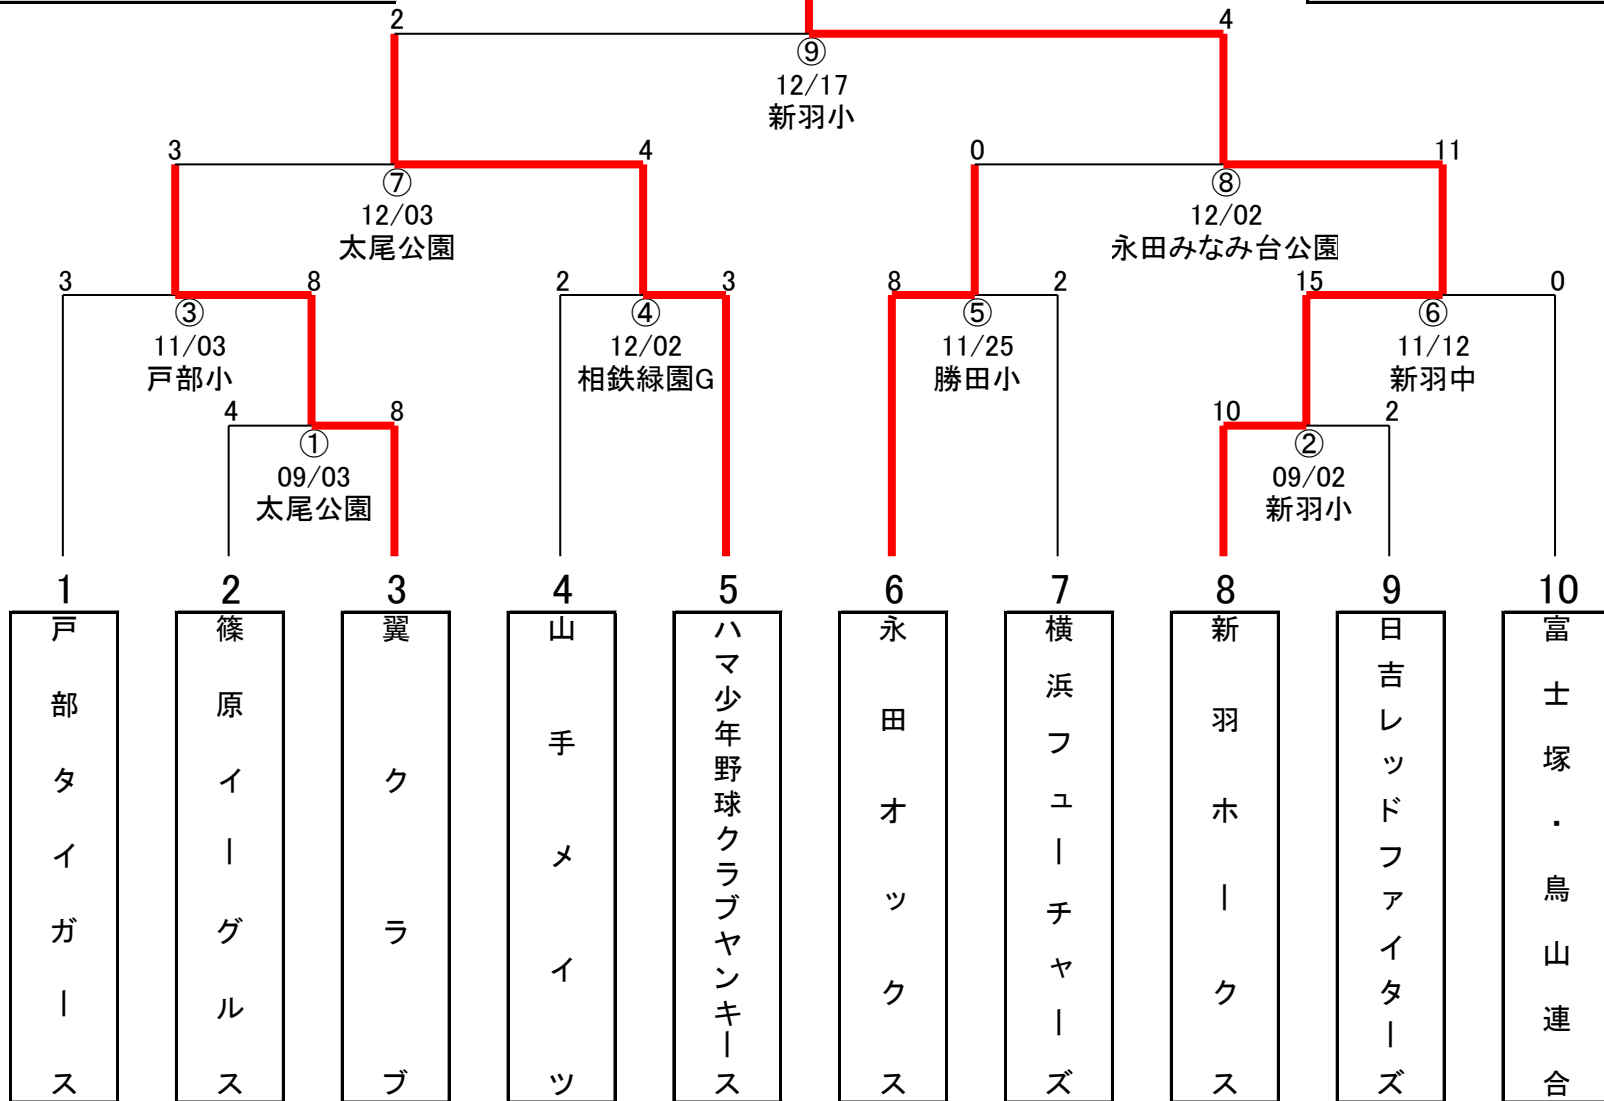 2 4
⑨
12/17
新羽小
3 4 0 11
⑦ ⑧
12/03 12/02
太尾公園 永田みなみ台公園
3 8 2 3 8 2 15 0
③ ④ ⑤ ⑥
11/03 12/02 11/25 11/12
戸部小 相鉄緑園G 勝田小 新羽中
4 8 10 2
① ②
09/03 09/02
太尾公園 新羽小
1 2 3 4 5 6 7 8 9 10
戸部タイガース
篠原イーグルス
翼クラブ
山手メイツ
ハマ少年野球クラブヤンキース
永田オックス
横浜フューチャーズ
新羽ホークス
日吉レッドファイターズ
富士塚・鳥山連合